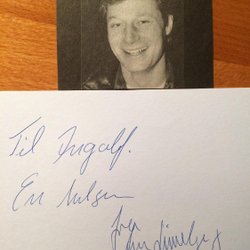 Til Ingolf.
En hilsen
fra